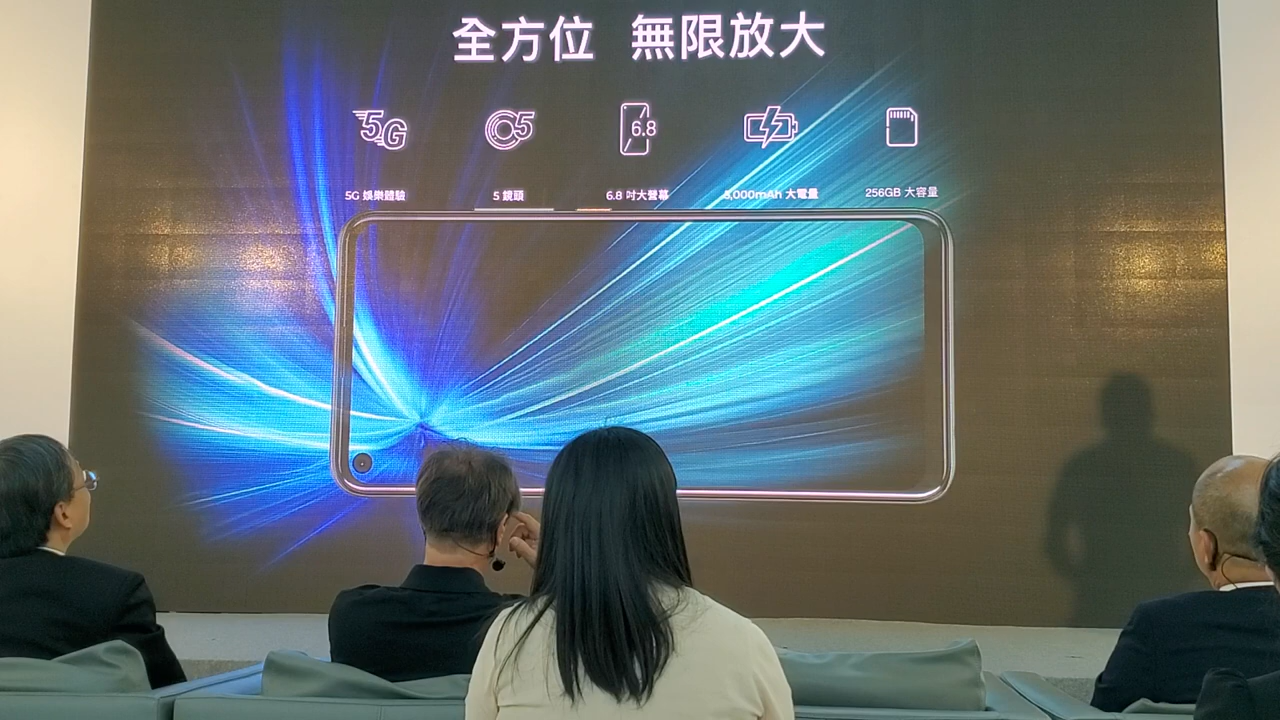 全方位 無限放大
5G
5
6.8
5G 娛樂體驗
5 鏡頭
6.8 吋大螢幕
5,000mAh 大電量
256GB 大容量